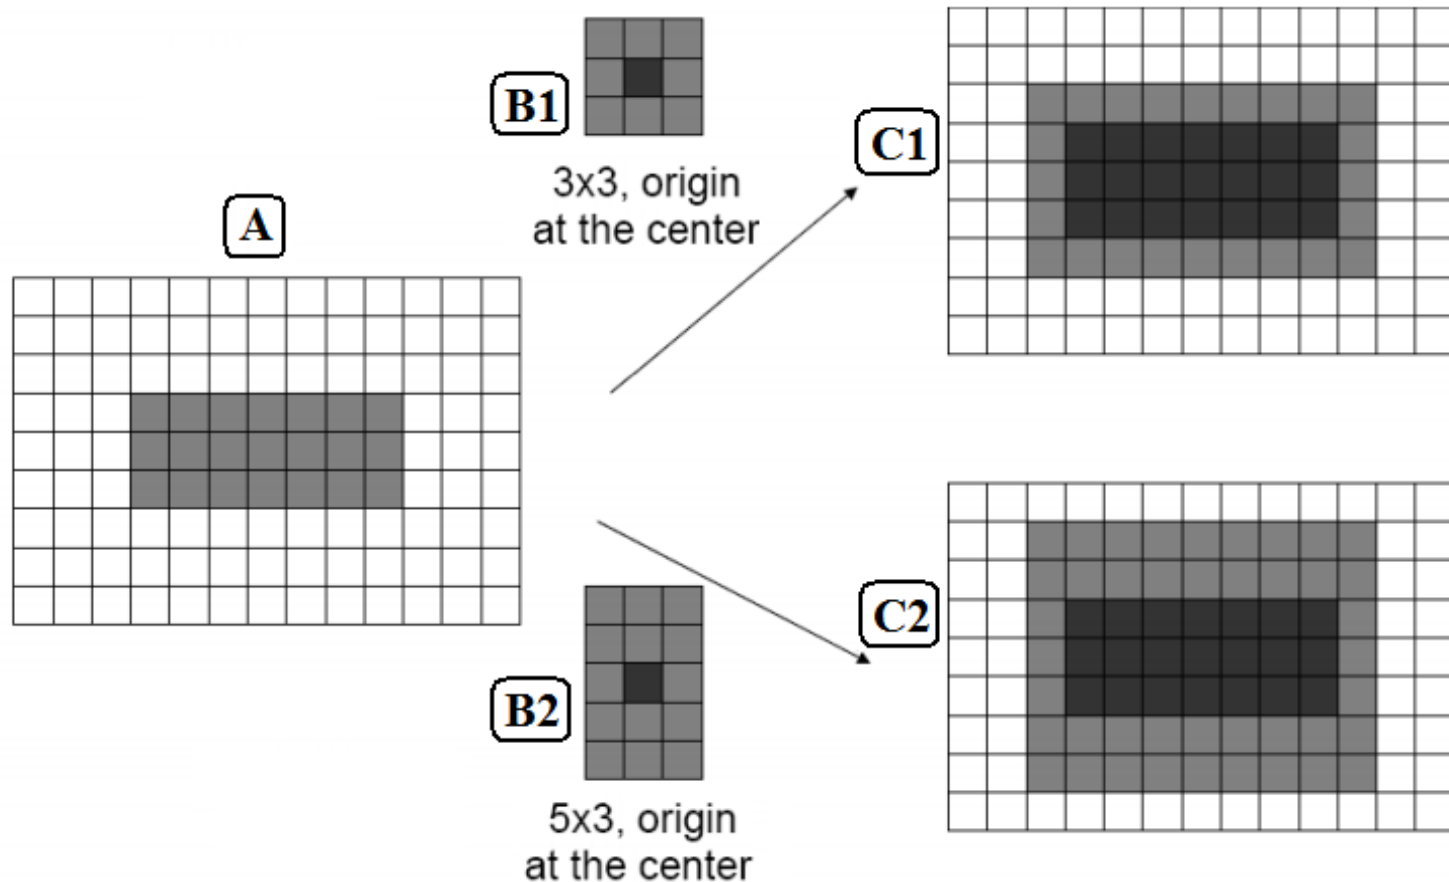 B1
3x3, origin
at the center
C1
A
B2
5x3, origin
at the center
C2